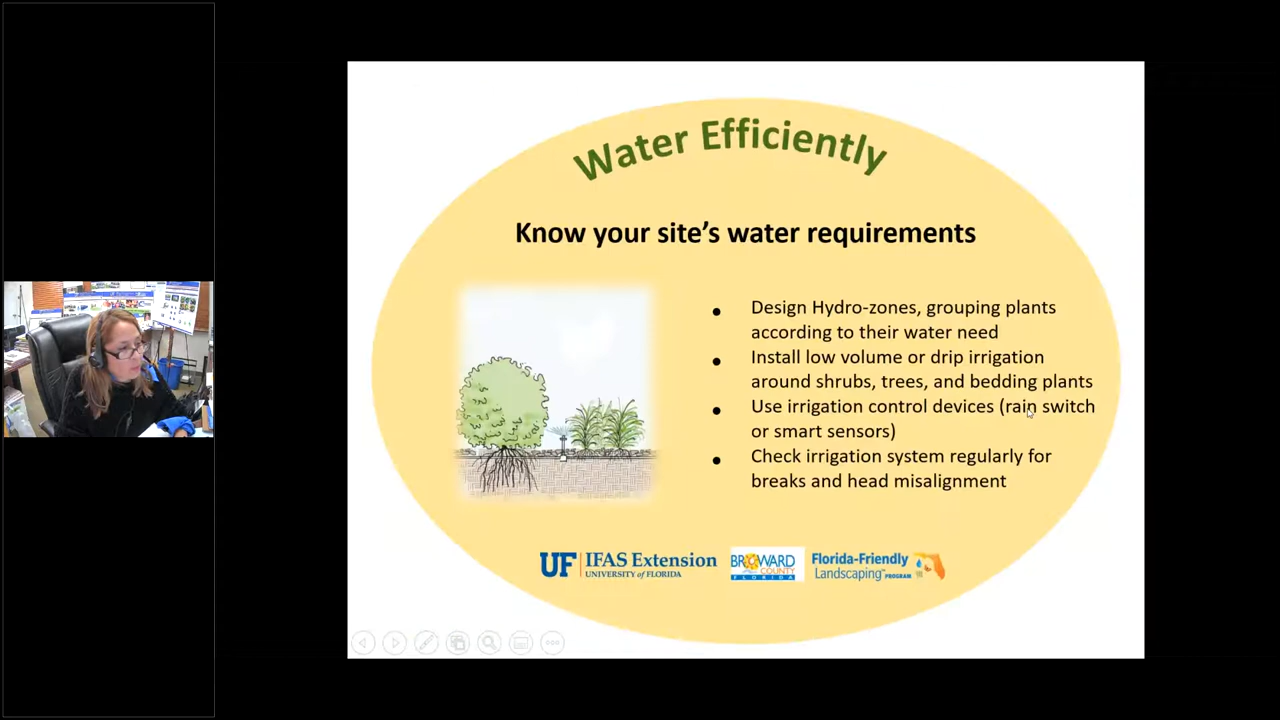 Water Efficiently
Know your site's water requirements
● Design Hydro-zones, grouping plants
according to their water need
● Install low volume or drip irrigation
around shrubs, trees, and bedding plants
● Use irrigation control devices (rain switch
or smart sensors)
● Check irrigation system regularly for
breaks and head misalignment
UF IFAS Extension
UNIVERSITY of FLORIDA
BROWARD
COUNTY
FLORIDA
Florida-Friendly
Landscaping™ PROGRAM